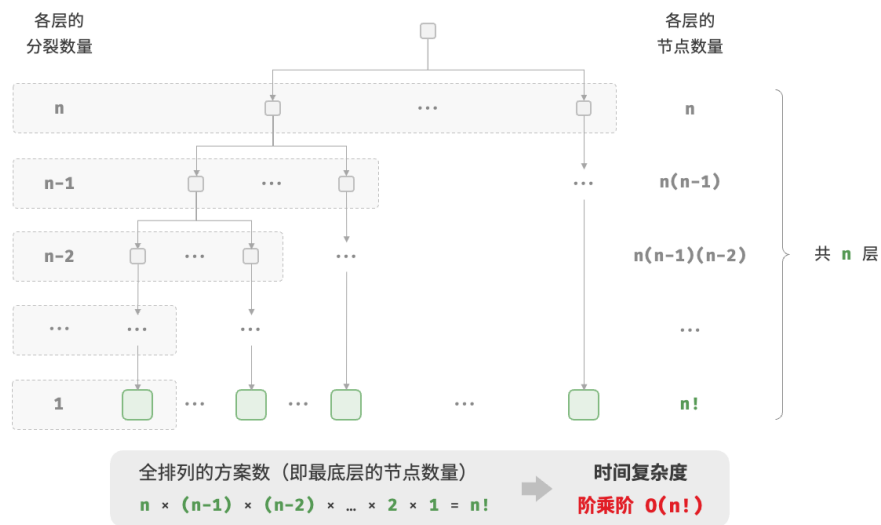 各层的
分裂数量
各层的
节点数量
n
...
n
n-1
...
...
n(n-1)
n-2
...
...
n(n-1)(n-2)
共 n 层
...
...
...
...
1
...
...
...
n!
全排列的方案数（即最底层的节点数量）
n × (n-1) × (n-2) × … × 2 × 1 = n!
时间复杂度
阶乘阶 O(n!)